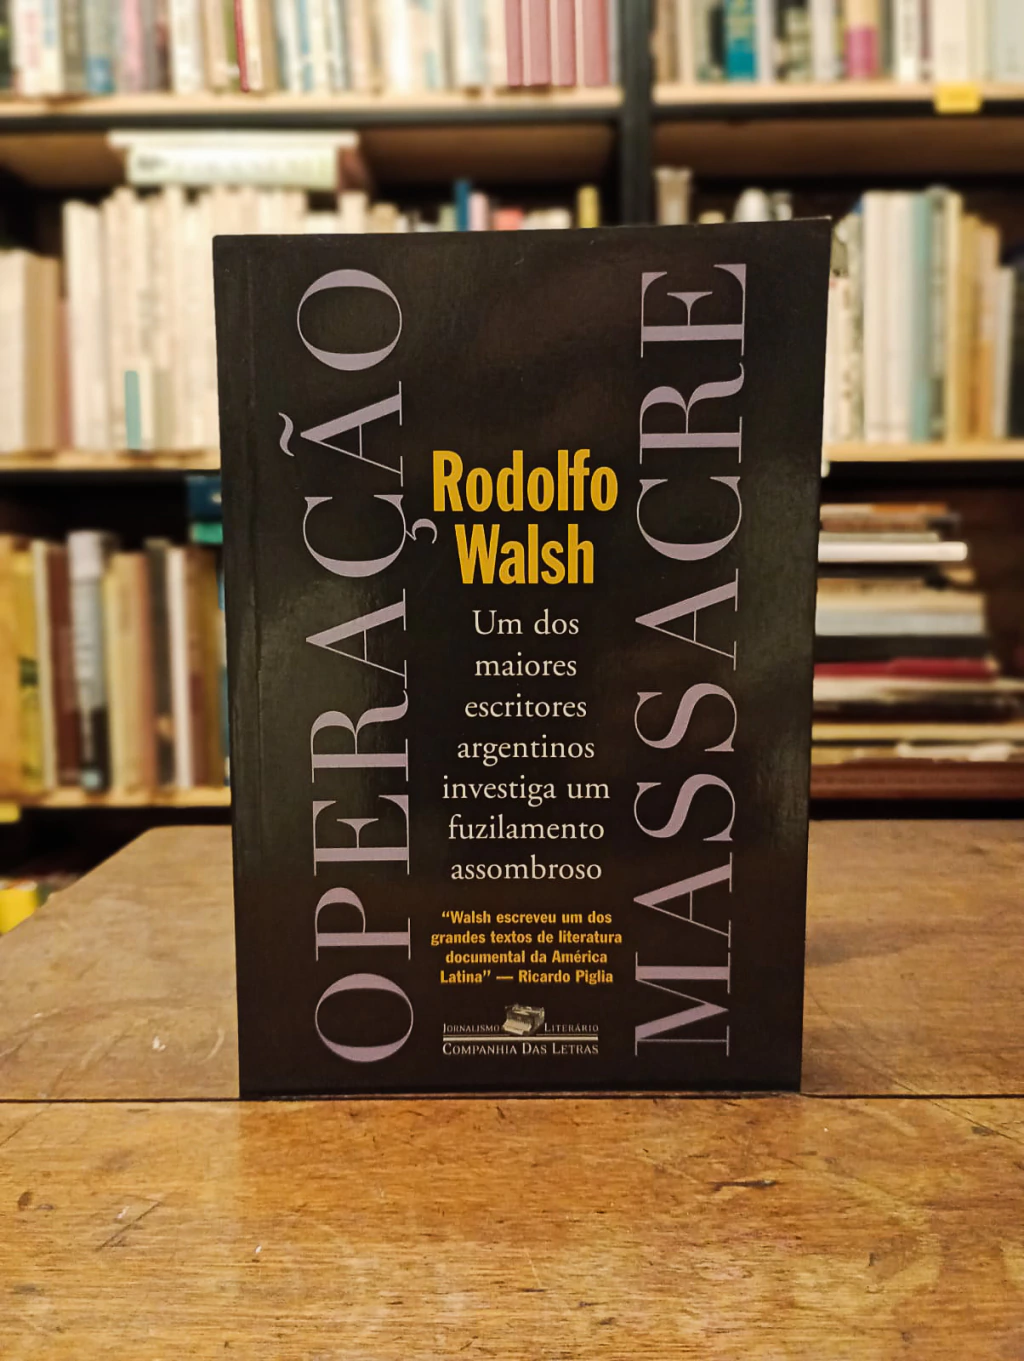 OPERAÇÃO
MASSACRE
Rodolfo
Walsh
Um dos
maiores
escritores
argentinos
investiga um
fuzilamento
assombroso
“Walsh escreveu um dos
grandes textos de literatura
documental da América
Latina” — Ricardo Piglia
JORNALISMO LITERÁRIO
COMPANHIA DAS LETRAS